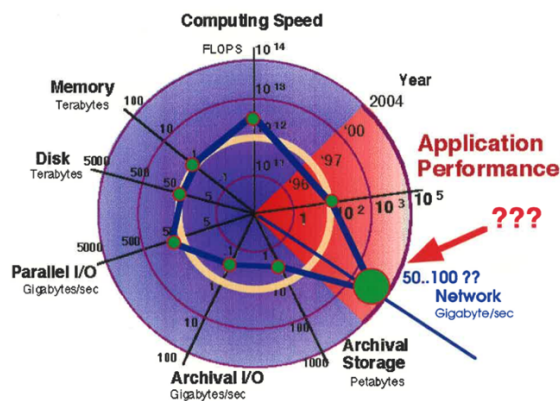 Computing Speed
FLOPS
10 14
10 13
10 12
10 11
Year
2004
'00
'97
'96
Memory
Terabytes
100
10
1
Disk
Terabytes
5000
500
50
5
Application
Performance
1
10 2
10 3
10 5
???
Parallel I/O
Gigabytes/sec
5000
500
50
5
50..100 ??
Network
Gigabyte/sec
Archival I/O
Gigabytes/sec
100
10
1
Archival
Storage
Petabytes
1000
10
1